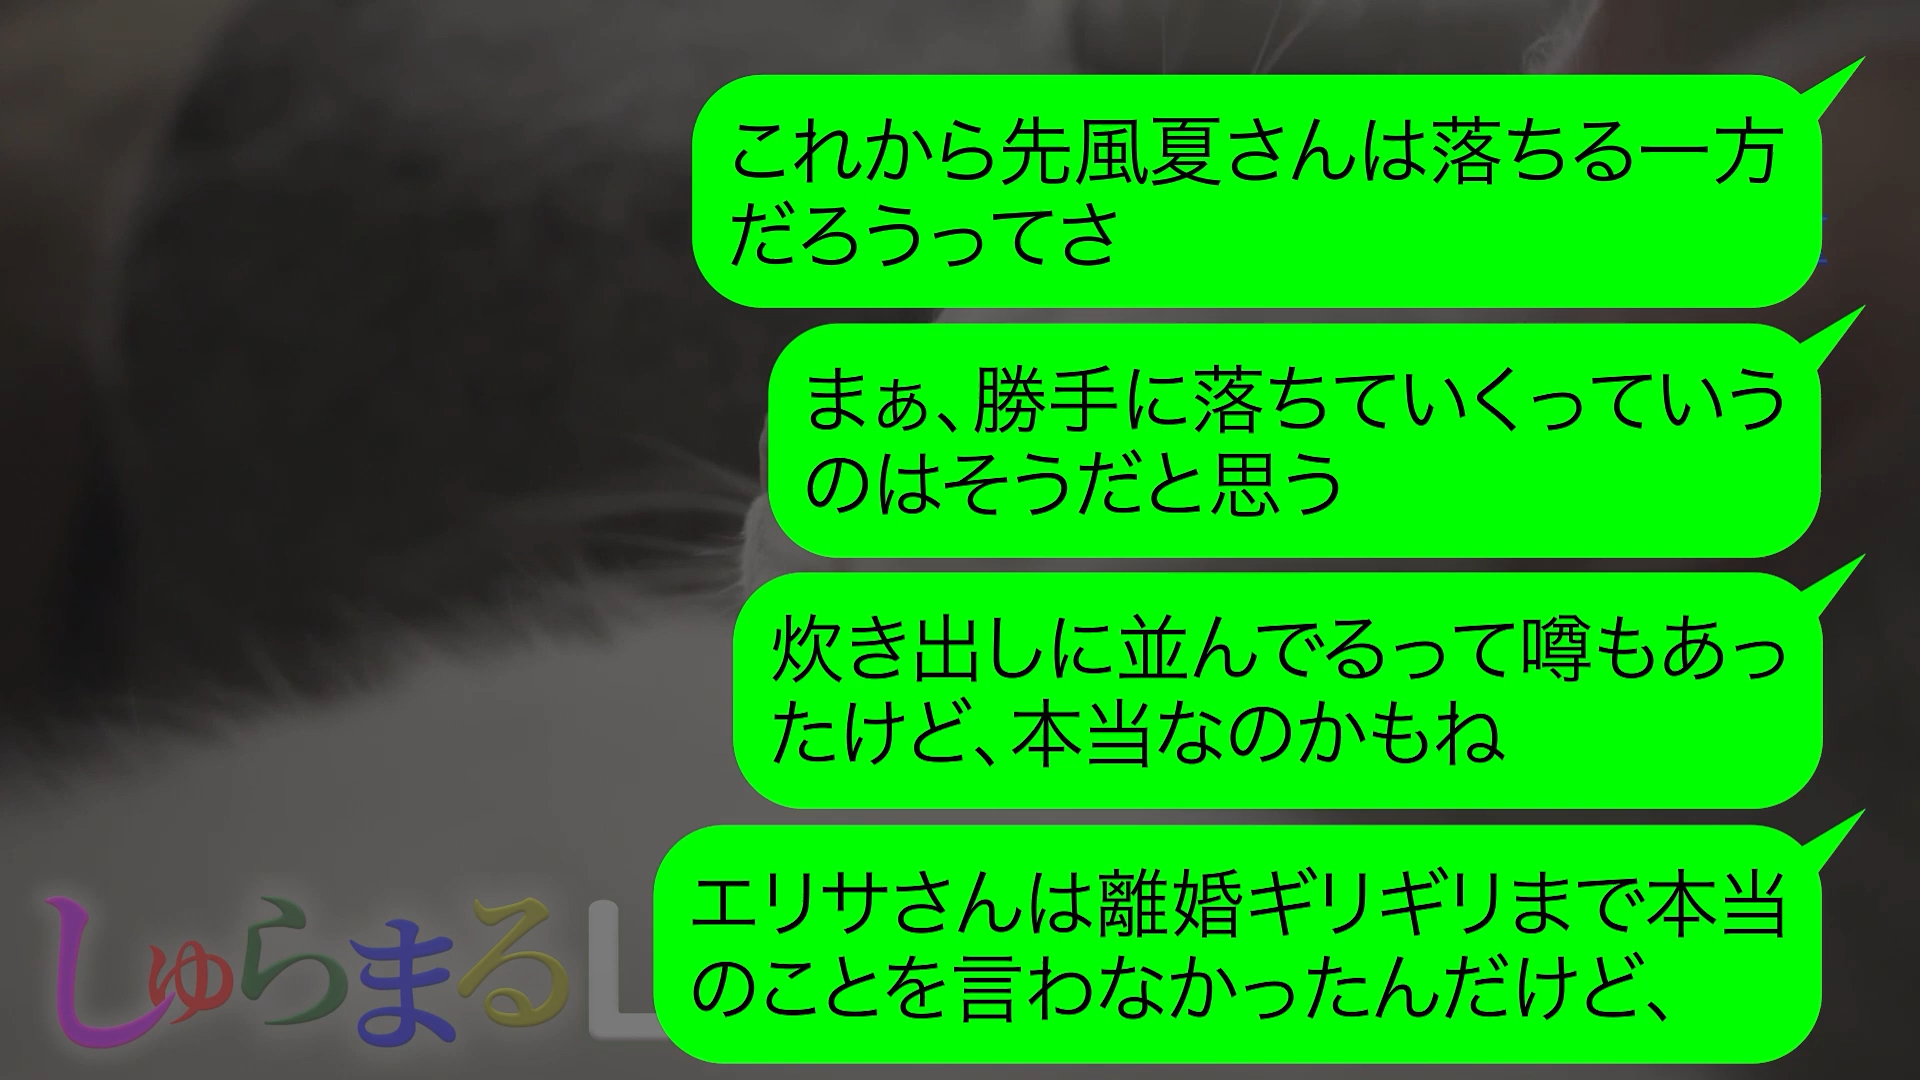 これから先風夏さんは落ちる一方
だろうってさ
まぁ、勝手に落ちていくっていう
のはそうだと思う
炊き出しに並んでるって噂もあっ
たけど、本当なのかもね
エリサさんは離婚ギリギリまで本当
のことを言わなかったんだけど、
しゅらまるL